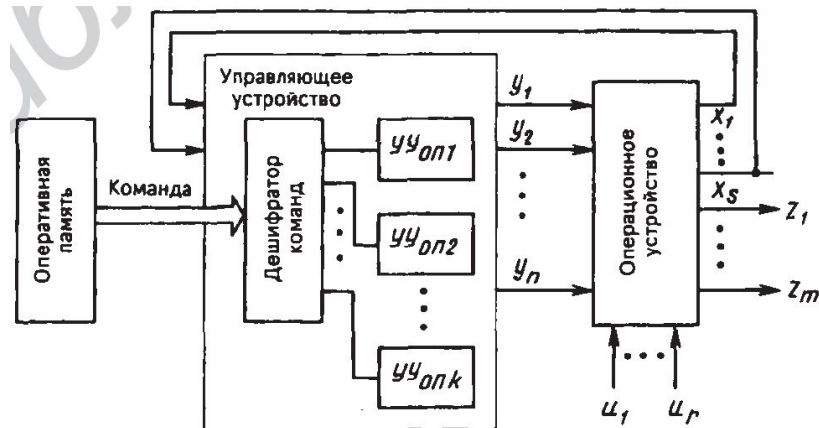 Управляющее
устройство
Оперативная
память
Команда
Дешифратор
команд
УУоп1
УУоп2
УУопk
y1
y2
yn
Операционное
устройство
x1
xs
z1
zm
u1
ur